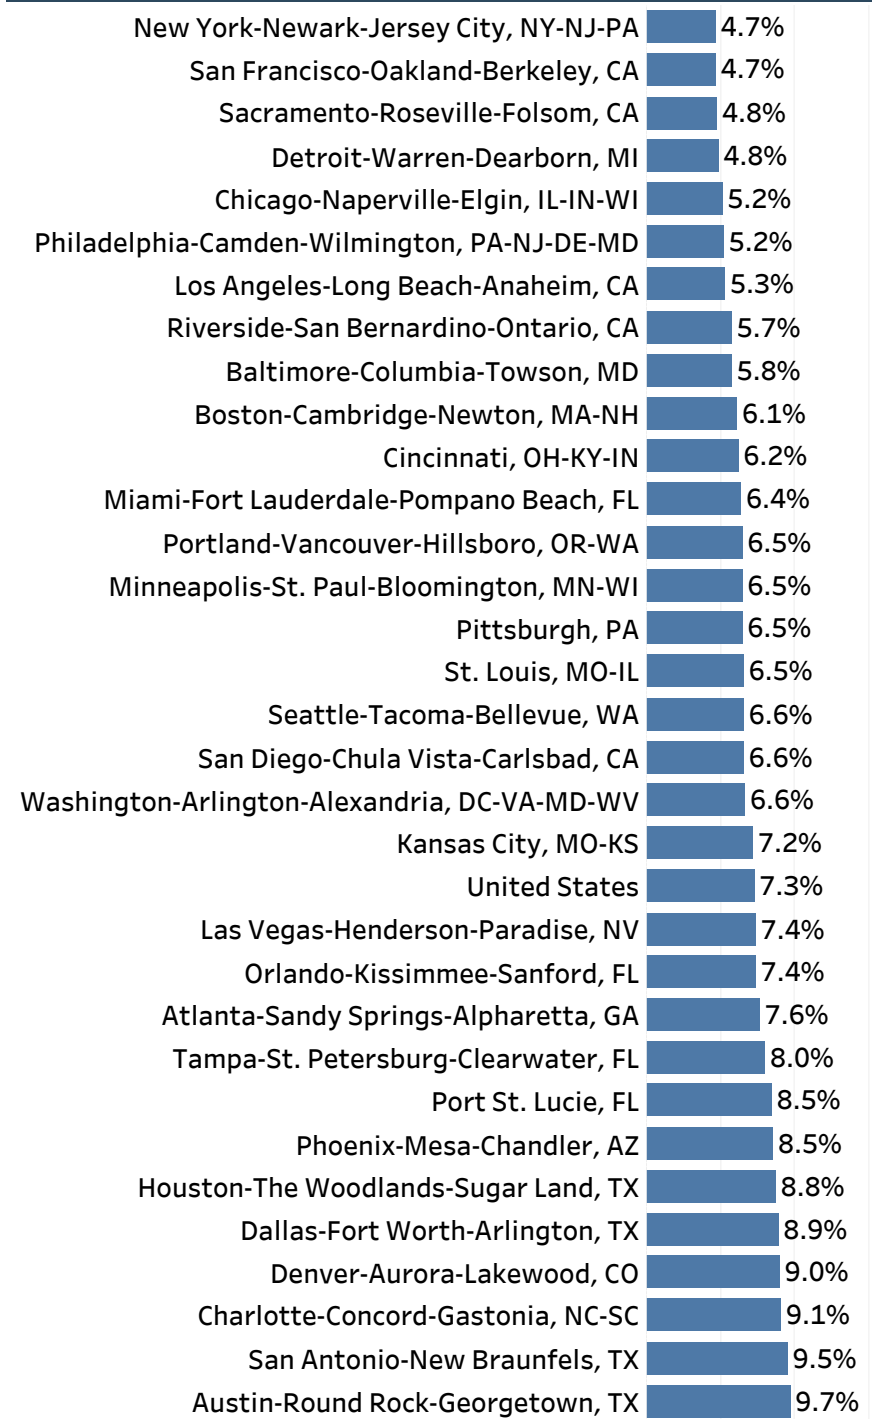 New York-Newark-Jersey City, NY-NJ-PA 4.7%
San Francisco-Oakland-Berkeley, CA 4.7%
Sacramento-Roseville-Folsom, CA 4.8%
Detroit-Warren-Dearborn, MI 4.8%
Chicago-Naperville-Elgin, IL-IN-WI 5.2%
Philadelphia-Camden-Wilmington, PA-NJ-DE-MD 5.2%
Los Angeles-Long Beach-Anaheim, CA 5.3%
Riverside-San Bernardino-Ontario, CA 5.7%
Baltimore-Columbia-Towson, MD 5.8%
Boston-Cambridge-Newton, MA-NH 6.1%
Cincinnati, OH-KY-IN 6.2%
Miami-Fort Lauderdale-Pompano Beach, FL 6.4%
Portland-Vancouver-Hillsboro, OR-WA 6.5%
Minneapolis-St. Paul-Bloomington, MN-WI 6.5%
Pittsburgh, PA 6.5%
St. Louis, MO-IL 6.5%
Seattle-Tacoma-Bellevue, WA 6.6%
San Diego-Chula Vista-Carlsbad, CA 6.6%
Washington-Arlington-Alexandria, DC-VA-MD-WV 6.6%
Kansas City, MO-KS 7.2%
United States 7.3%
Las Vegas-Henderson-Paradise, NV 7.4%
Orlando-Kissimmee-Sanford, FL 7.4%
Atlanta-Sandy Springs-Alpharetta, GA 7.6%
Tampa-St. Petersburg-Clearwater, FL 8.0%
Port St. Lucie, FL 8.5%
Phoenix-Mesa-Chandler, AZ 8.5%
Houston-The Woodlands-Sugar Land, TX 8.8%
Dallas-Fort Worth-Arlington, TX 8.9%
Denver-Aurora-Lakewood, CO 9.0%
Charlotte-Concord-Gastonia, NC-SC 9.1%
San Antonio-New Braunfels, TX 9.5%
Austin-Round Rock-Georgetown, TX 9.7%